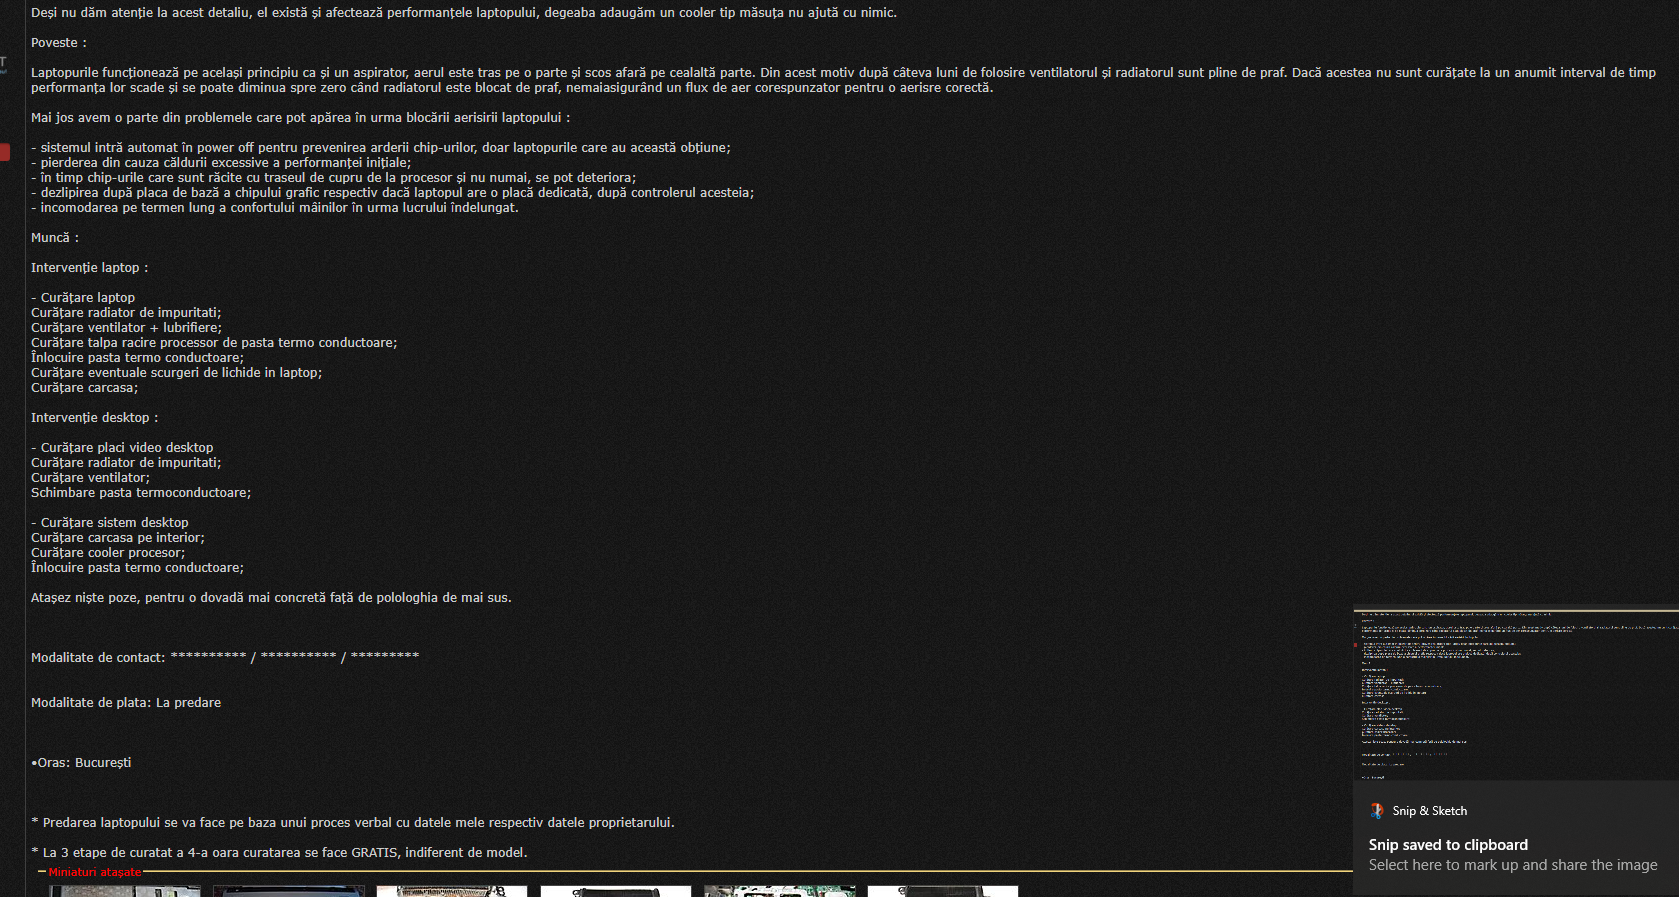 Deși nu dăm atenție la acest detaliu, el există și afectează performanțele laptopului, degeaba adaugăm un cooler tip măsuța nu ajută cu nimic.
Poveste :
Laptopurile funcționează pe același principiu ca și un aspirator, aerul este tras pe o parte și scos afară pe cealaltă parte. Din acest motiv după câteva luni de folosire ventilatorul și radiatorul sunt pline de praf. Dacă acestea nu sunt curățate la un anumit interval de timp
performanța lor scade și se poate diminua spre zero când radiatorul este blocat de praf, nemaiasigurând un flux de aer corespunzator pentru o aerisre corectă.
Mai jos avem o parte din problemele care pot apărea în urma blocării aerisirii laptopului :
- sistemul intră automat în power off pentru prevenirea arderii chip-urilor, doar laptopurile care au această obțiune;
- pierderea din cauza căldurii excessive a performanței inițiale;
- în timp chip-urile care sunt răcite cu traseul de cupru de la procesor și nu numai, se pot deteriora;
- dezlipirea după placa de bază a chipului grafic respectiv dacă laptopul are o placă dedicată, după controlerul acesteia;
- incomodarea pe termen lung a confortului mâinilor în urma lucrului îndelungat.
Muncă :
Intervenție laptop :
- Curățare laptop
Curățare radiator de impuritati;
Curățare ventilator + lubrifiere;
Curățare talpa racire processor de pasta termo conductoare;
Înlocuire pasta termo conductoare;
Curățare eventuale scurgeri de lichide in laptop;
Curățare carcasa;
Intervenție desktop :
- Curățare placi video desktop
Curățare radiator de impuritati;
Curățare ventilator;
Schimbare pasta termoconductoare;
- Curățare sistem desktop
Curățare carcasa pe interior;
Curățare cooler procesor;
Înlocuire pasta termo conductoare;
Atașez niște poze, pentru o dovadă mai concretă față de polologhia de mai sus.
Modalitate de contact: ********** / ********** / *********
Modalitate de plata: La predare
•Oras: București
* Predarea laptopului se va face pe baza unui proces verbal cu datele mele respectiv datele proprietarului.
* La 3 etape de curatat a 4-a oara curatarea se face GRATIS, indiferent de model.
Miniaturi atașate
Snip & Sketch
Snip saved to clipboard
Select here to mark up and share the image